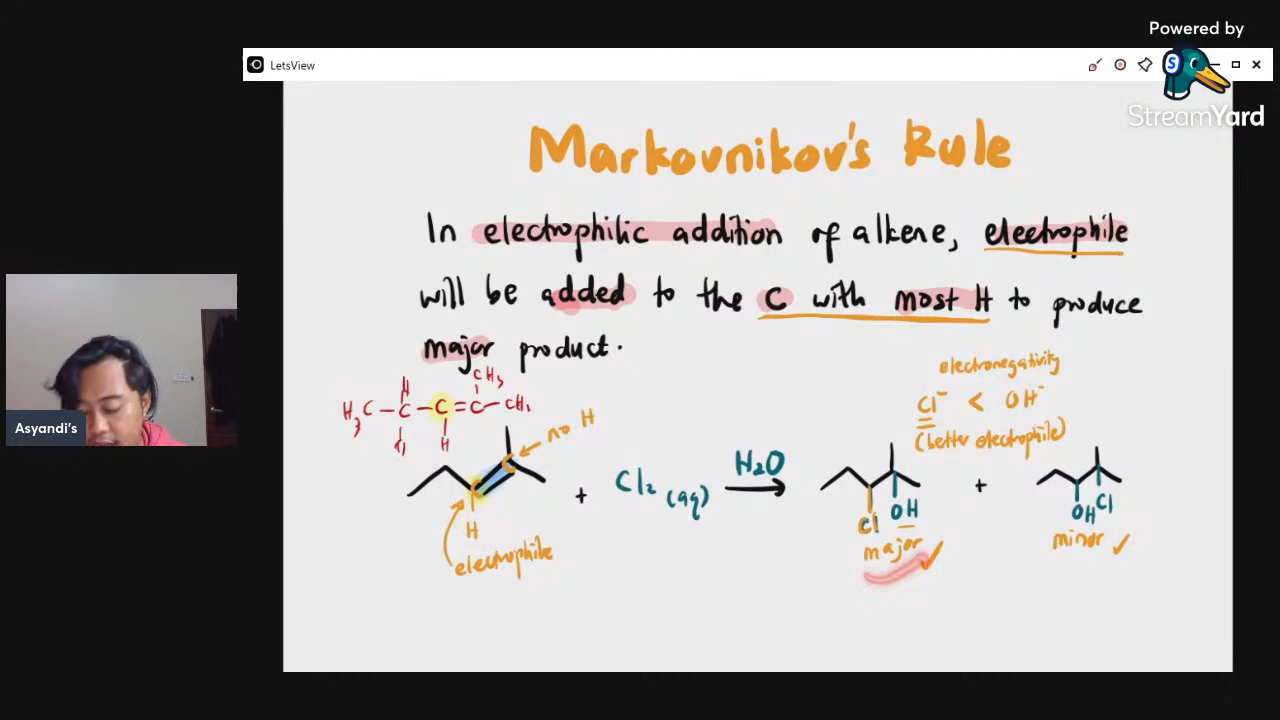 Powered by
StreamYard
LetsView
Markovnikov's Rule
In electrophilic addition of alkene, electrophile
will be added to the C with most H to produce
major product.
electronegativity
Cl⁻ < OH⁻
(better electrophile)
H CH₃
H₃C - C - C = C - CH₃
H H
no H
C
C
H
electrophile
+ Cl₂ (aq)
H₂O
Cl OH
major
+
OH Cl
minor
Asyandi's